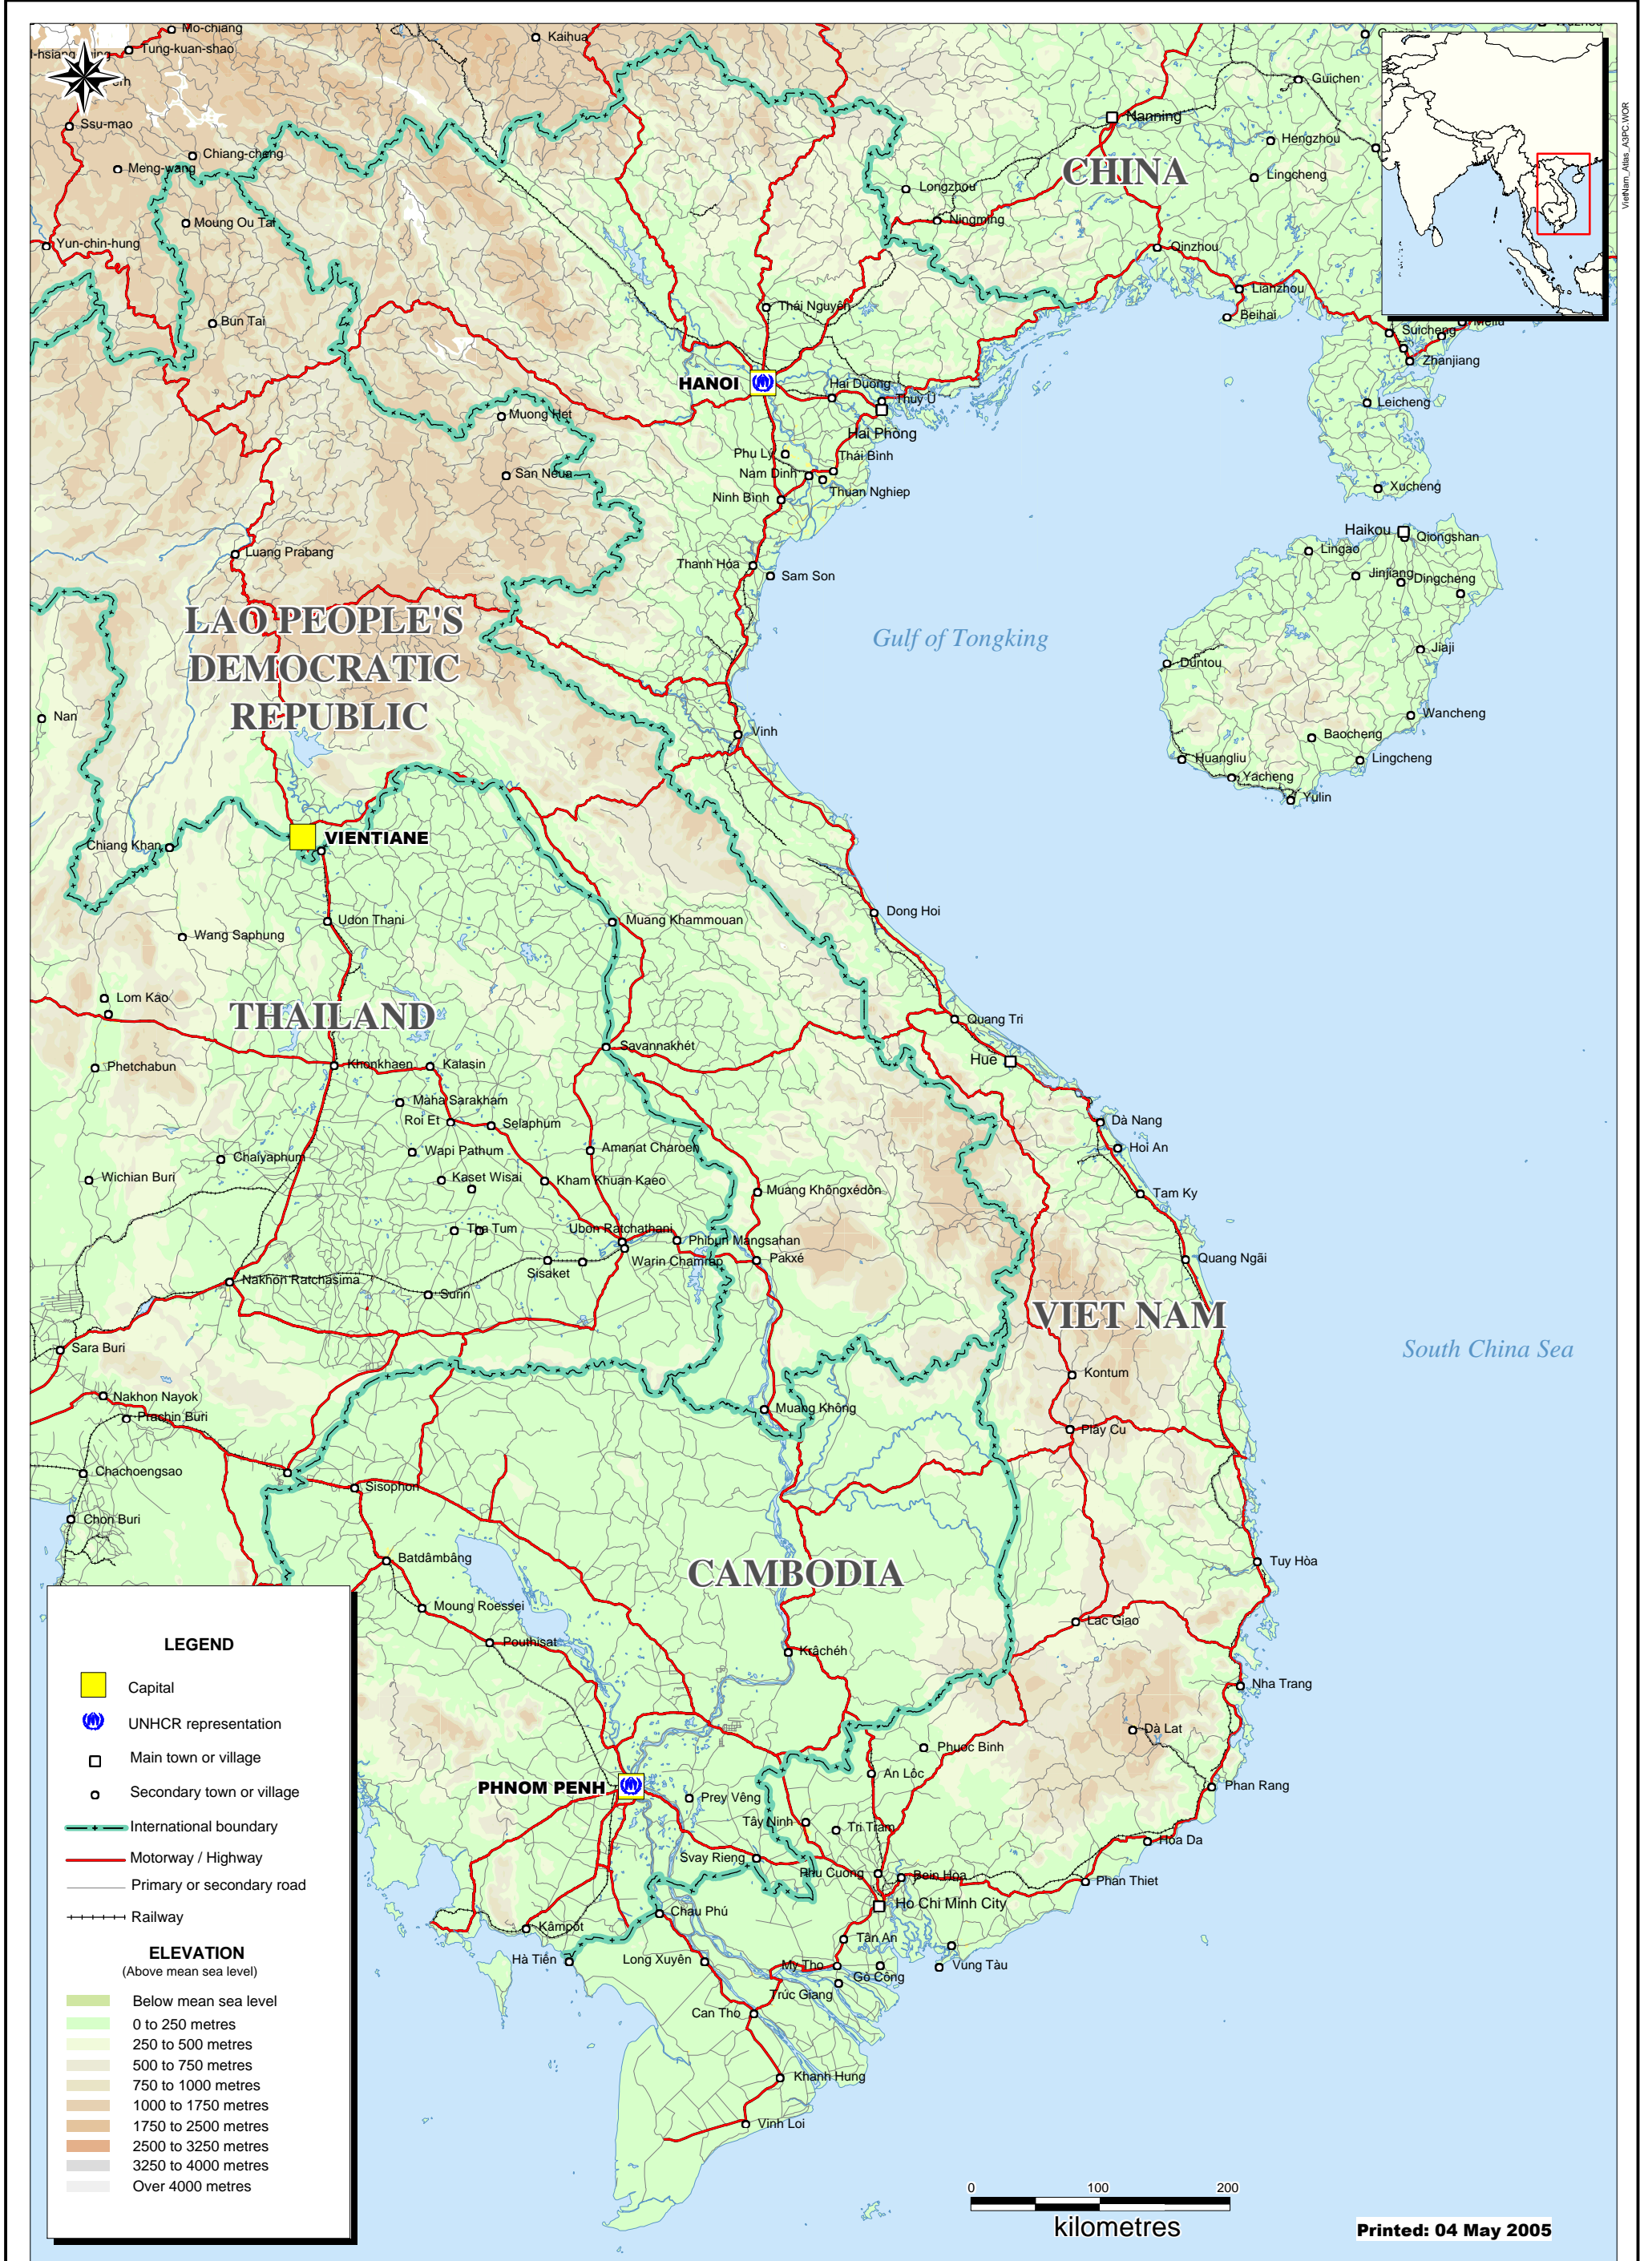 Mo-chiang
Tung-kuan-shao
Kaihua
Guichen
Ssu-mao
Nanning
Hengzhou
Chiang-cheng
Meng-wang
CHINA
Lingcheng
Longzhou
Moung Ou Tai
Ningming
Yun-chin-hung
Qinzhou
VietNam_Atlas_A3PC.WOR
Lianzhou
Thái Nguyên
Beihai
Bun Tai
Suicheng
Zhanjiang
HANOI
Hai Duong
Thuy U
Leicheng
Muong Het
Hai Phong
Phu Lý
Thái Bình
San Neua
Nam Dinh
Thuan Nghiep
Xucheng
Ninh Bình
Haikou
Qiongshan
Luang Prabang
Lingao
Thanh Hóa
Sam Son
Jinjiang
Dingcheng
LAO PEOPLE'S
DEMOCRATIC
REPUBLIC
Gulf of Tongking
Jiaji
Duntou
Nan
Wancheng
Vinh
Baocheng
Huangliu
Lingcheng
Yacheng
Yulin
VIENTIANE
Chiang Khan
Udon Thani
Muang Khammouan
Dong Hoi
Wang Saphung
Lom Kao
THAILAND
Quang Tri
Savannakhét
Hue
Phetchabun
Khonkhaen
Kalasin
Maha Sarakham
Roi Et
Selaphum
Dà Nang
Wapi Pathum
Amanat Charoen
Hoi An
Chaiyaphum
Wichian Buri
Kaset Wisai
Kham Khuan Kaeo
Muang Khôngxédôn
Tam Ky
Tha Tum
Ubon Ratchathani
Phibun Mangsahan
Sisaket
Warin Chamrap
Pakxé
Quang Ngãi
Nakhon Ratchasima
Surin
VIET NAM
Sara Buri
South China Sea
Kontum
Nakhon Nayok
Prachin Buri
Muang Không
Play Cu
Chachoengsao
Sisophon
Chon Buri
Batdâmbâng
CAMBODIA
Tuy Hòa
Moung Roessei
Lac Giao
Pouthisat
Krâchéh
Nha Trang
Dà Lat
Phuoc Binh
PHNOM PENH
An Lôc
Phan Rang
Prey Vêng
Tây Ninh
Tri Tram
Hòa Da
Svay Rieng
Phu Cuong
Bein Hòa
Phan Thiet
Ho Chi Minh City
Chau Phú
Kâmpôt
Tân An
Hà Tiên
Long Xuyên
My Tho
Gò Công
Vung Tàu
Trúc Giang
Can Tho
Khanh Hung
Vinh Loi
LEGEND
Capital
UNHCR representation
Main town or village
Secondary town or village
International boundary
Motorway / Highway
Primary or secondary road
Railway
ELEVATION
(Above mean sea level)
Below mean sea level
0 to 250 metres
250 to 500 metres
500 to 750 metres
750 to 1000 metres
1000 to 1750 metres
1750 to 2500 metres
2500 to 3250 metres
3250 to 4000 metres
Over 4000 metres
0 100 200
kilometres
Printed: 04 May 2005